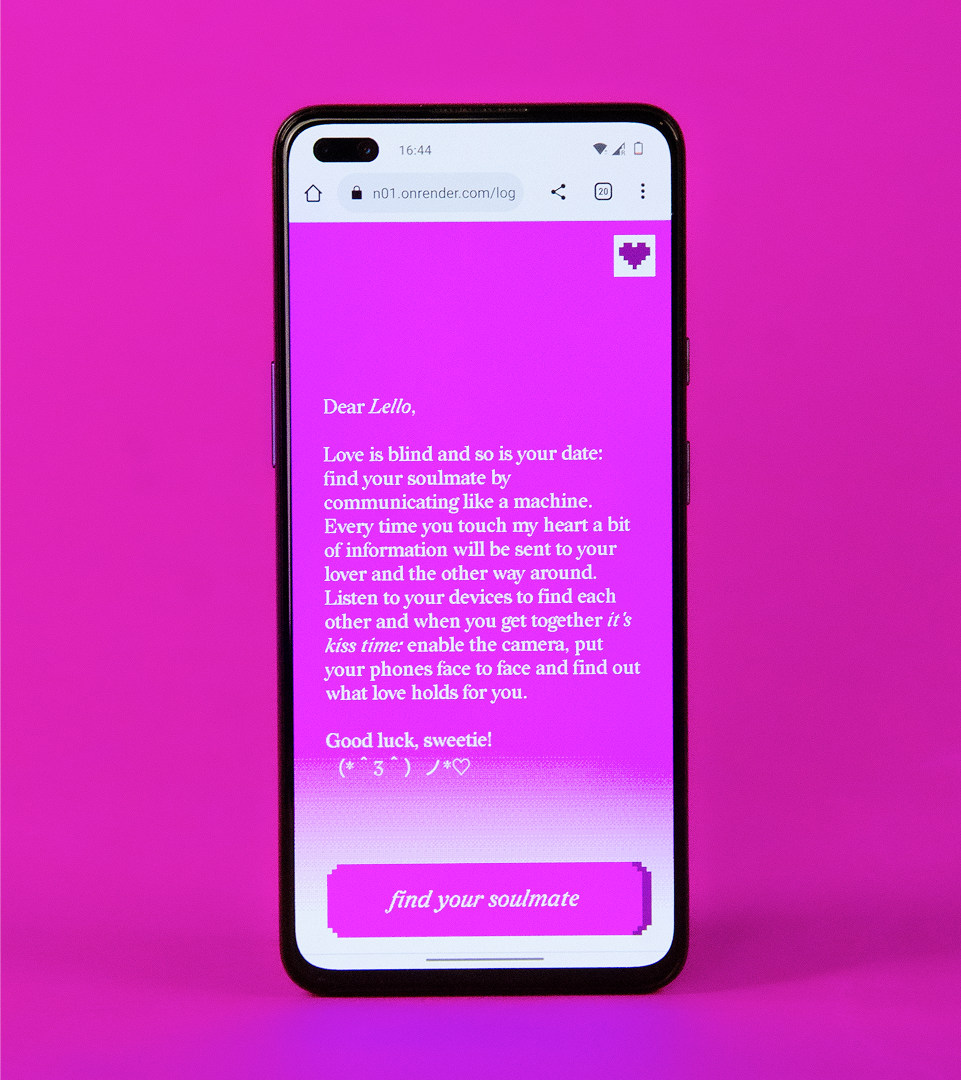 16:44
n01.onrender.com/log
20
Dear Lello,
Love is blind and so is your date:
find your soulmate by
communicating like a machine.
Every time you touch my heart a bit
of information will be sent to your
lover and the other way around.
Listen to your devices to find each
other and when you get together it's
kiss time: enable the camera, put
your phones face to face and find out
what love holds for you.
Good luck, sweetie!
(*ˆ3ˆ) ノ*♡
find your soulmate